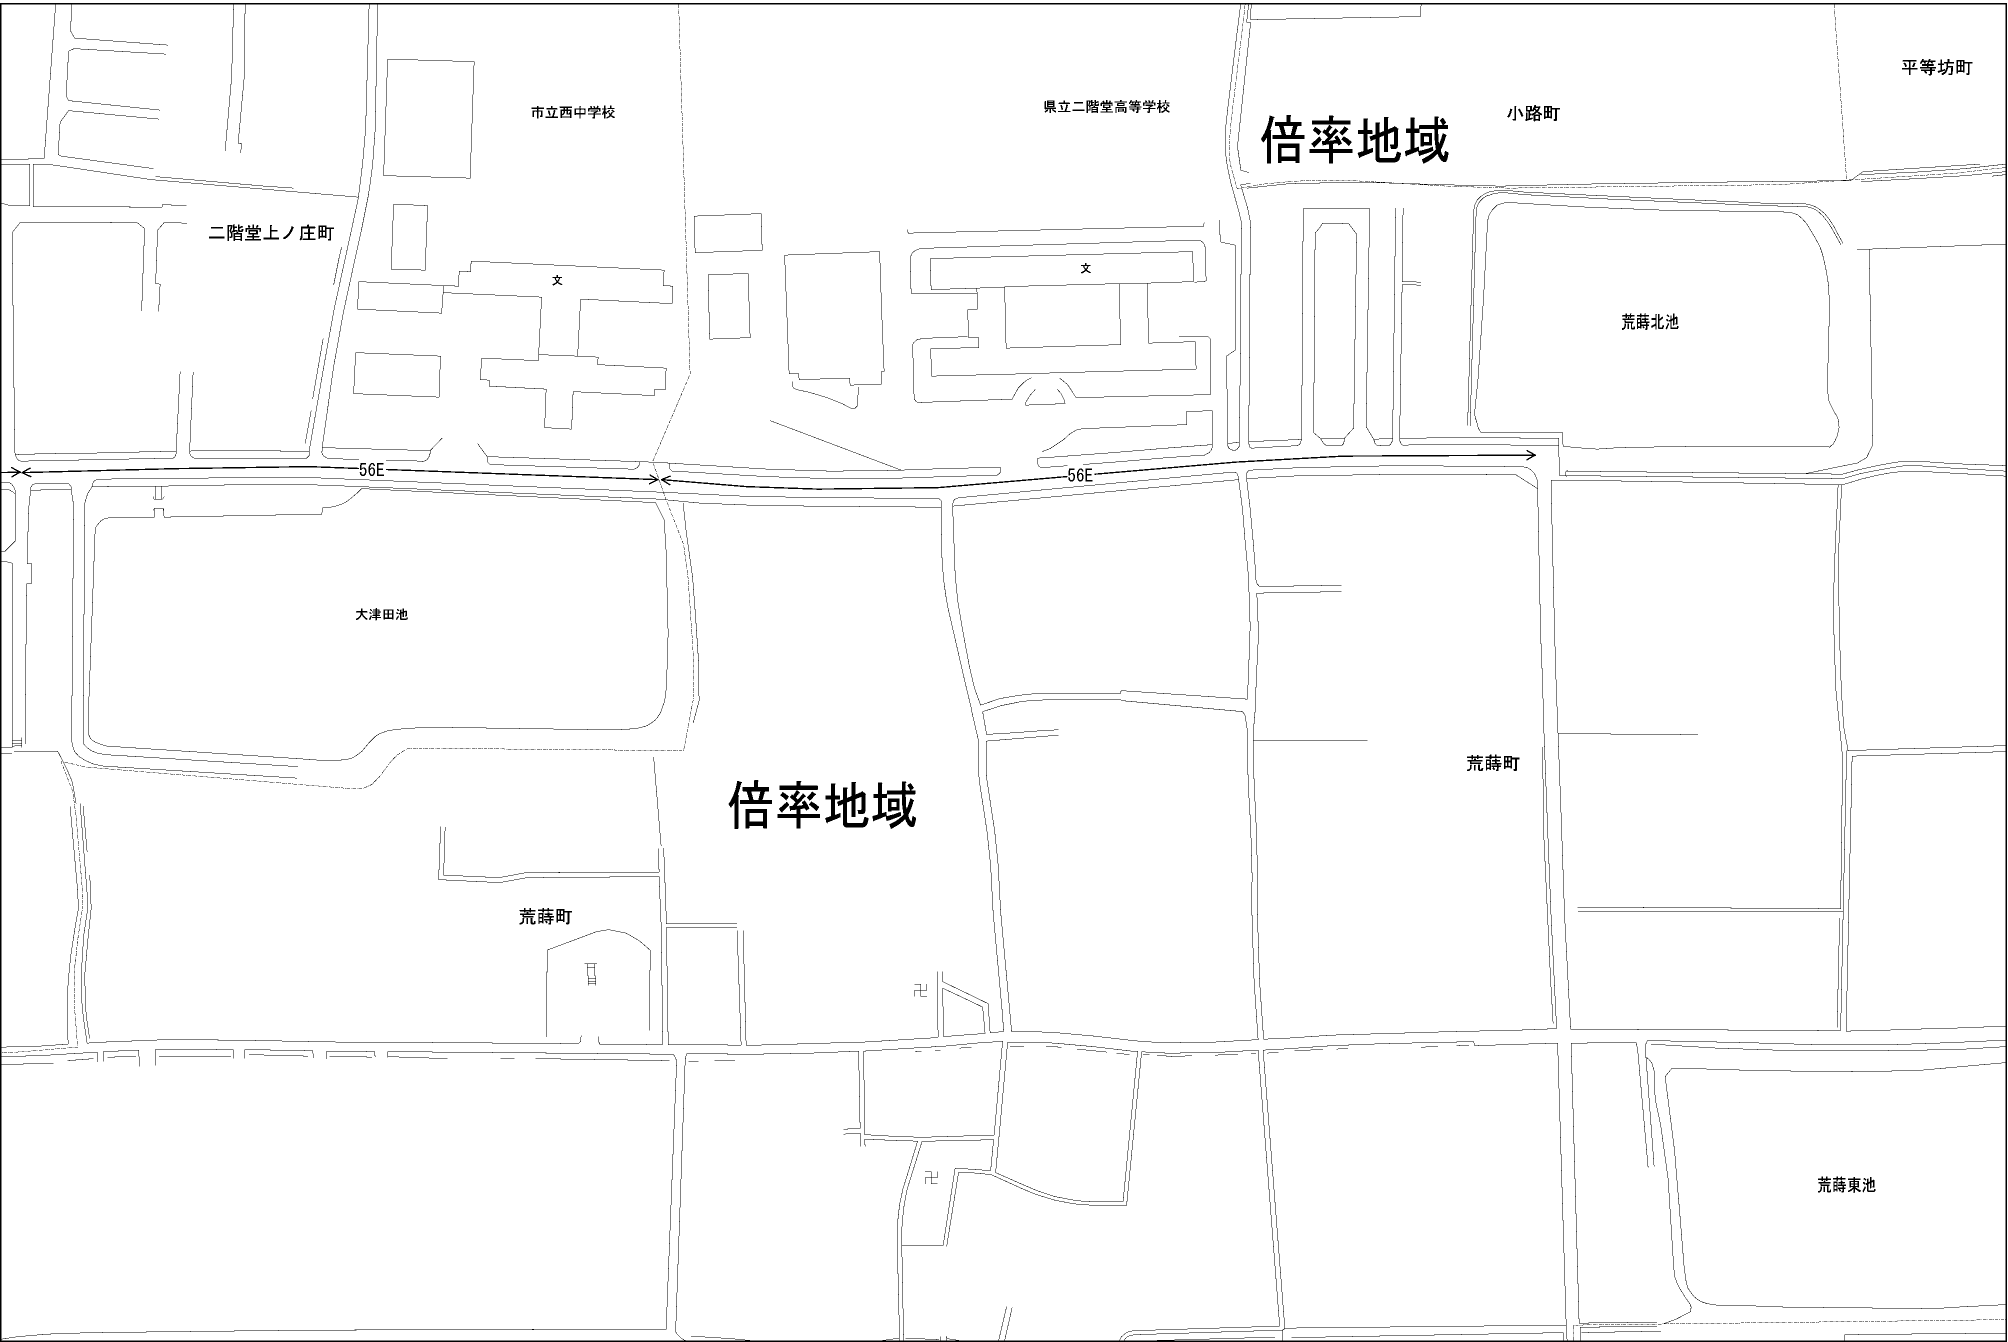 平等坊町
県立二階堂高等学校
市立西中学校
小路町
倍率地域
二階堂上ノ庄町
文
文
荒蒔北池
56E
56E
大津田池
荒蒔町
倍率地域
荒蒔町
卍
卍
荒蒔東池